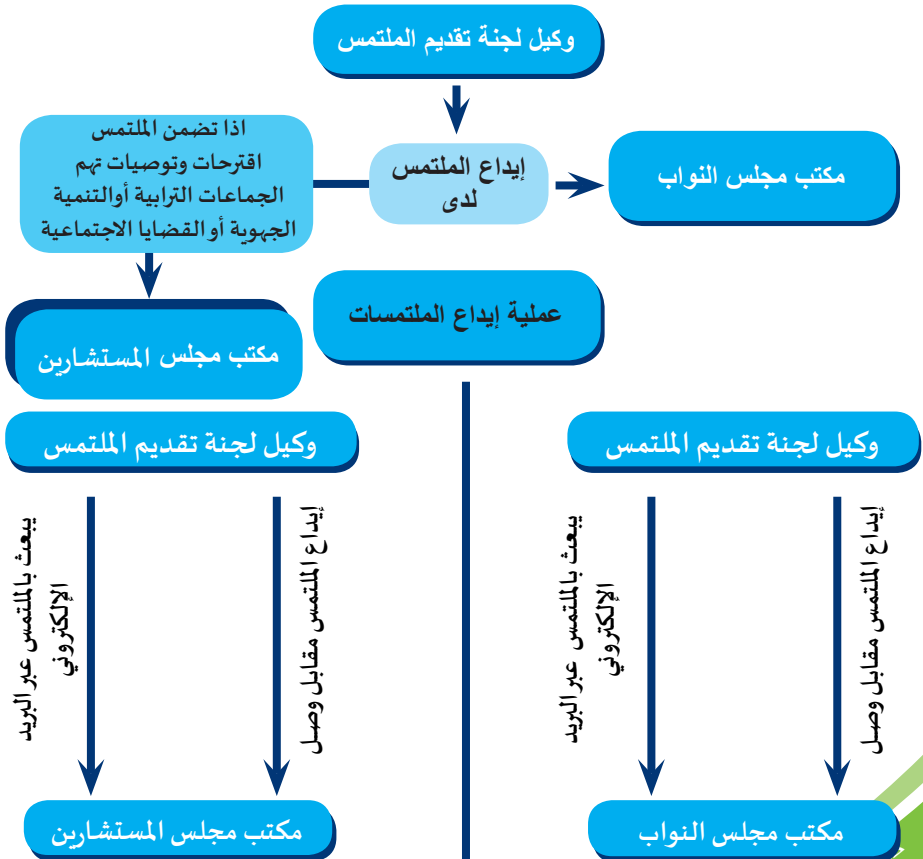 وكيل لجنة تقديم الملتمس
اذا تضمن الملتمس
اقترحات وتوصيات تهم
الجماعات الترابية أوالتنمية
الجهوية أو القضايا الاجتماعية
إيداع الملتمس
لدى
مكتب مجلس النواب
عملية إيداع الملتمسات
مكتب مجلس المستشارين
وكيل لجنة تقديم الملتمس
وكيل لجنة تقديم الملتمس
إيداع الملتمس مقابل وصل
يبعث بالملتمس عبر البريد
الإلكتروني
إيداع الملتمس مقابل وصل
يبعث بالملتمس عبر البريد
الإلكتروني
مكتب مجلس النواب
مكتب مجلس المستشارين